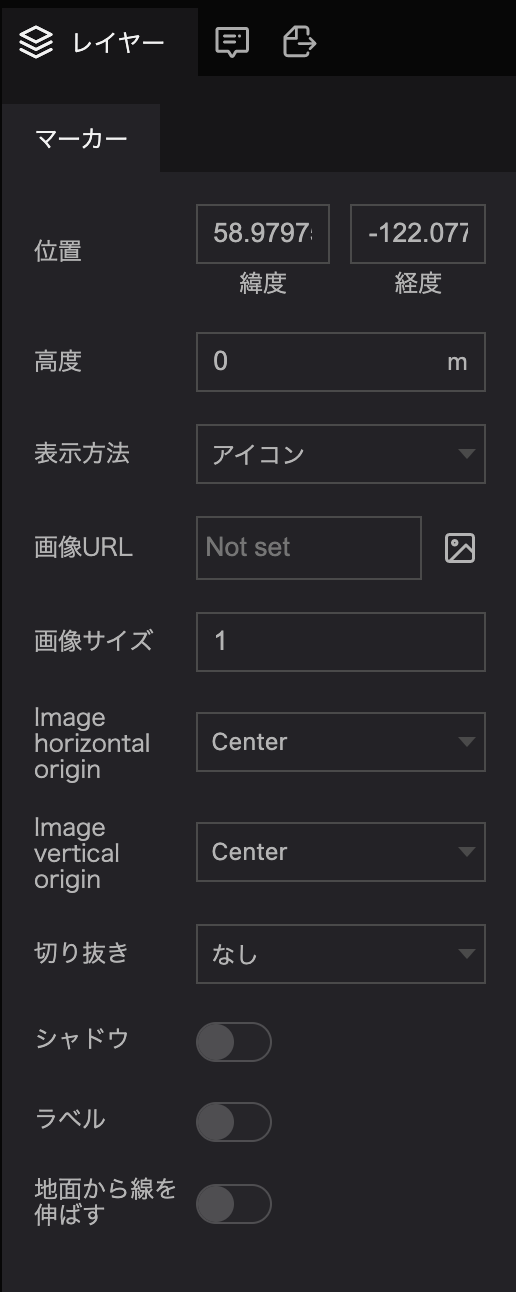 レイヤー
マーカー
位置
58.9797
-122.077
緯度
経度
高度
0
m
表示方法
アイコン
画像URL
Not set
画像サイズ
1
Image
horizontal
origin
Center
Image
vertical
origin
Center
切り抜き
なし
シャドウ
ラベル
地面から線を
伸ばす